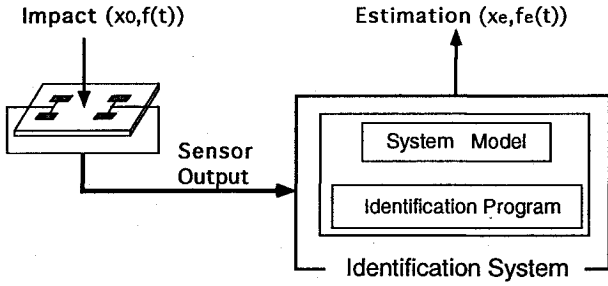 Impact (x0,f(t))
Estimation (xe,fe(t))
Sensor
Output
System Model
Identification Program
Identification System